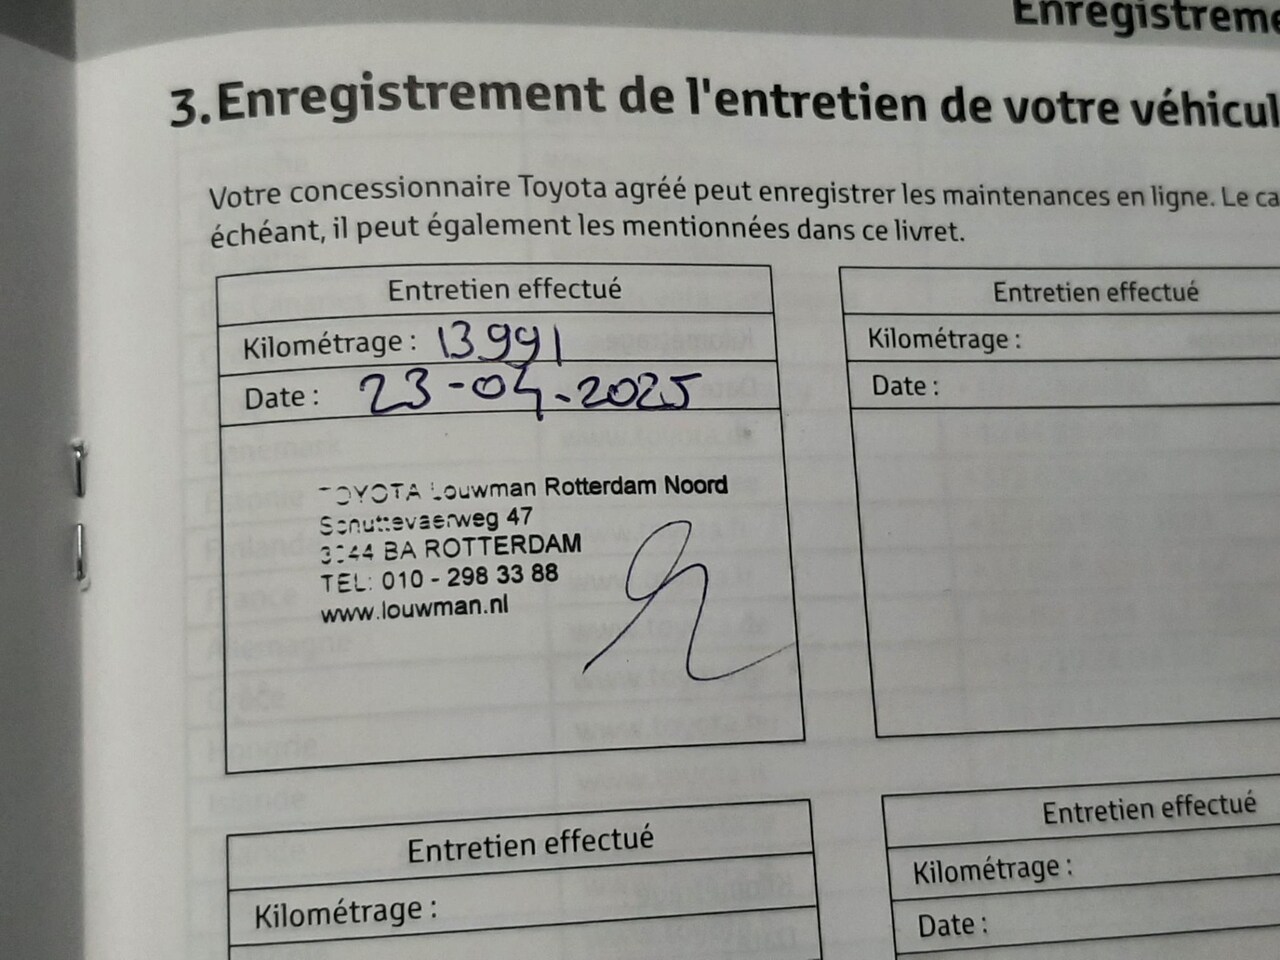 Enregistreme
3. Enregistrement de l'entretien de votre véhicul
Votre concessionnaire Toyota agréé peut enregistrer les maintenances en ligne. Le ca
échéant, il peut également les mentionnées dans ce livret.
Entretien effectué
Kilométrage : 13991
Date : 23-04-2025
TOYOTA Louwman Rotterdam Noord
Schuttevaerweg 47
3044 BA ROTTERDAM
TEL: 010 - 298 33 88
www.louwman.nl
Entretien effectué
Kilométrage :
Date :
Entretien effectué
Kilométrage :
Entretien effectué
Kilométrage :
Date :